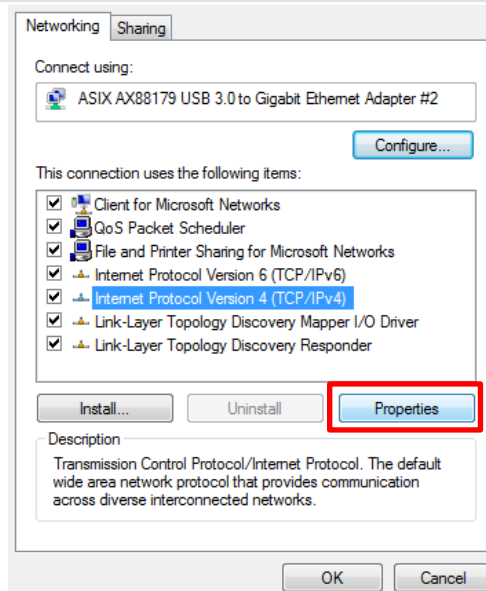 Networking Sharing
Connect using:
ASIX AX88179 USB 3.0 to Gigabit Ethernet Adapter #2
Configure...
This connection uses the following items:
Client for Microsoft Networks
QoS Packet Scheduler
File and Printer Sharing for Microsoft Networks
Internet Protocol Version 6 (TCP/IPv6)
Internet Protocol Version 4 (TCP/IPv4)
Link-Layer Topology Discovery Mapper I/O Driver
Link-Layer Topology Discovery Responder
Install... Uninstall Properties
Description
Transmission Control Protocol/Internet Protocol. The default
wide area network protocol that provides communication
across diverse interconnected networks.
OK Cancel